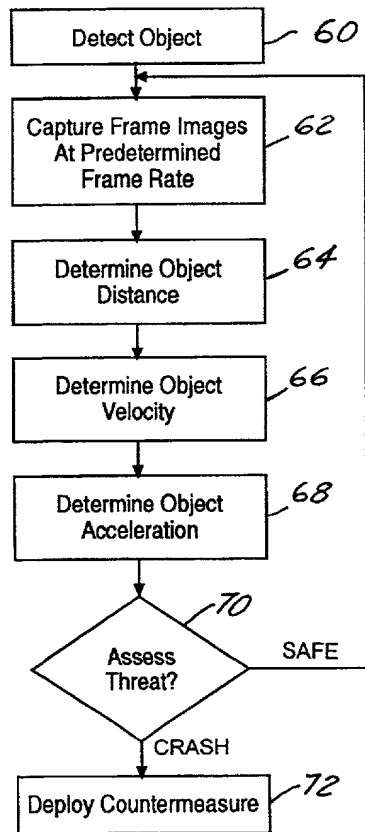 Detect Object
60
Capture Frame Images
At Predetermined
Frame Rate
62
Determine Object
Distance
64
Determine Object
Velocity
66
Determine Object
Acceleration
68
Assess
Threat?
70
SAFE
CRASH
Deploy Countermeasure
72